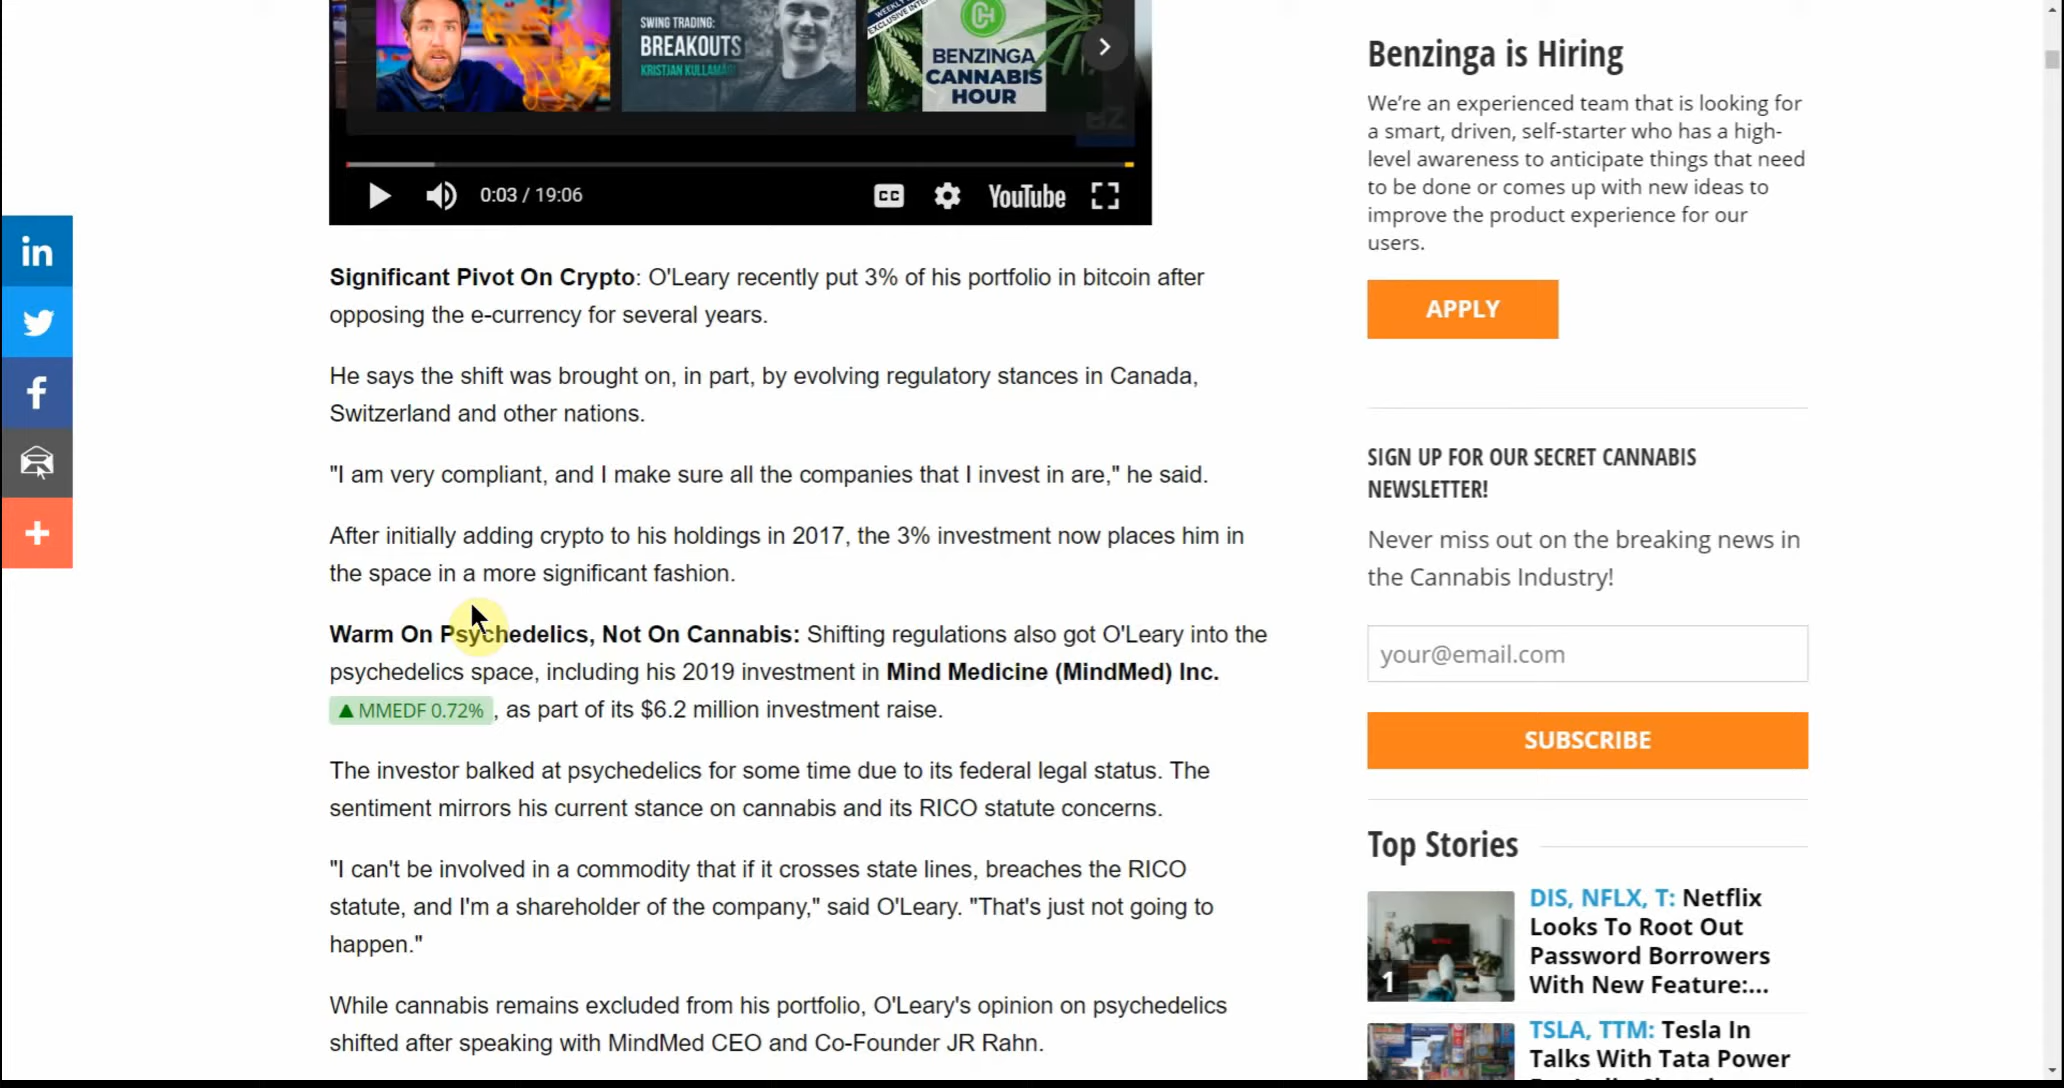 SWING TRADING:
BREAKOUTS
KRISTJAN KULLAMÄGI
WEEKLY
BENZINGA
CANNABIS
HOUR
0:03 / 19:06
CC
YouTube
in
Significant Pivot On Crypto: O'Leary recently put 3% of his portfolio in bitcoin after
opposing the e-currency for several years.
He says the shift was brought on, in part, by evolving regulatory stances in Canada,
Switzerland and other nations.
"I am very compliant, and I make sure all the companies that I invest in are," he said.
After initially adding crypto to his holdings in 2017, the 3% investment now places him in
the space in a more significant fashion.
Warm On Psychedelics, Not On Cannabis: Shifting regulations also got O'Leary into the
psychedelics space, including his 2019 investment in Mind Medicine (MindMed) Inc.
▲ MMEDF 0.72% , as part of its $6.2 million investment raise.
The investor balked at psychedelics for some time due to its federal legal status. The
sentiment mirrors his current stance on cannabis and its RICO statute concerns.
"I can't be involved in a commodity that if it crosses state lines, breaches the RICO
statute, and I'm a shareholder of the company," said O'Leary. "That's just not going to
happen."
While cannabis remains excluded from his portfolio, O'Leary's opinion on psychedelics
shifted after speaking with MindMed CEO and Co-Founder JR Rahn.
Benzinga is Hiring
We're an experienced team that is looking for
a smart, driven, self-starter who has a high-
level awareness to anticipate things that need
to be done or comes up with new ideas to
improve the product experience for our
users.
APPLY
SIGN UP FOR OUR SECRET CANNABIS
NEWSLETTER!
Never miss out on the breaking news in
the Cannabis Industry!
your@email.com
SUBSCRIBE
Top Stories
1
DIS, NFLX, T: Netflix
Looks To Root Out
Password Borrowers
With New Feature:...
TSLA, TTM: Tesla In
Talks With Tata Power